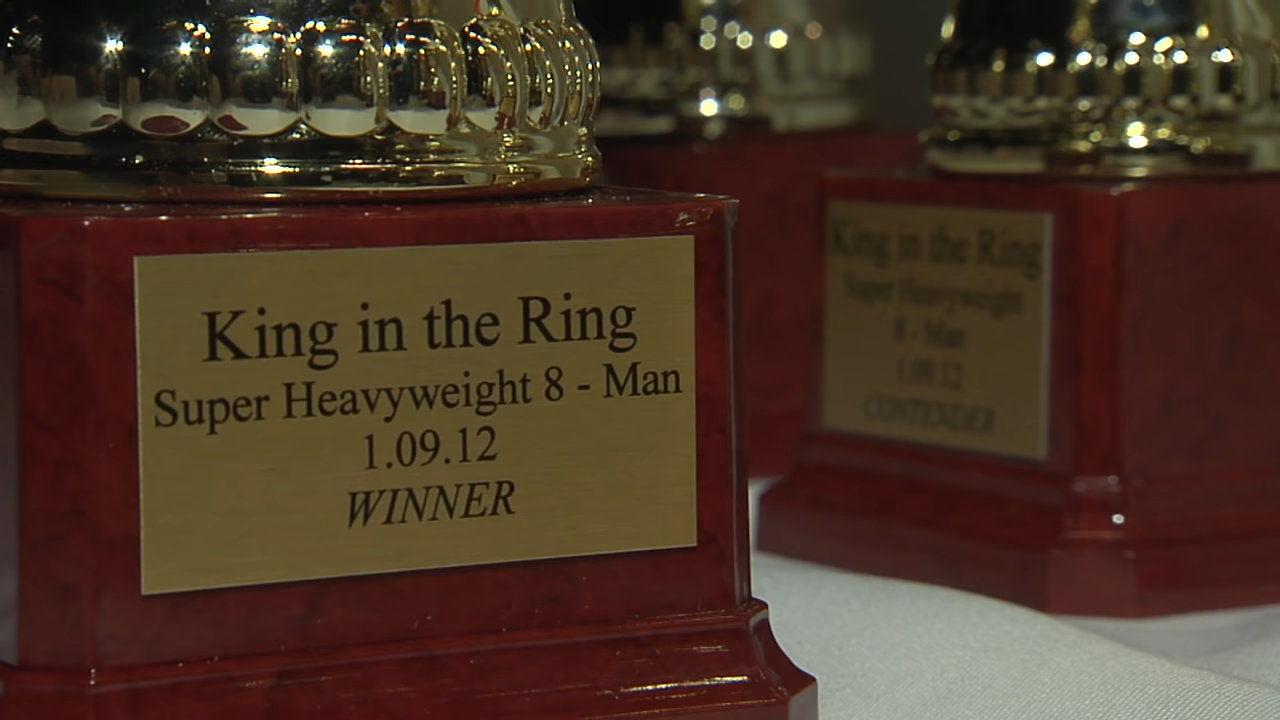 King in the Ring
Super Heavyweight 8 - Man
1.09.12
WINNER
King in the Ring
Super Heavyweight
8 - Man
1.09.12
CONTENDER